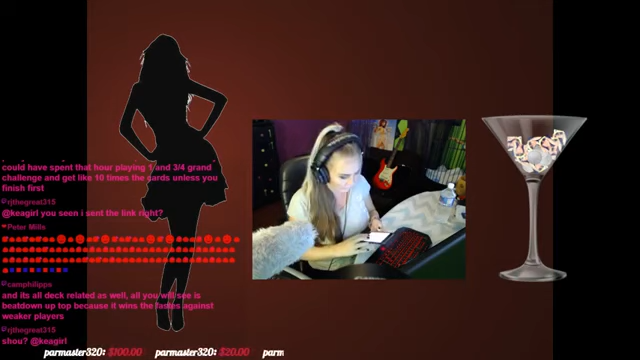 could have spent that hour playing 1 and 3/4 grand
challenge and get like 10 times the cards unless you
finish first
rjthegreat315
@keagirl you seen i sent the link right?
Peter Mills
camphilipps
and its all deck related as well, all you will see is
beatdown up top because it wins the fastes against
weaker players
rjthegreat315
shou? @keagirl
parmaster320: $100.00 parmaster320: $20.00 parm